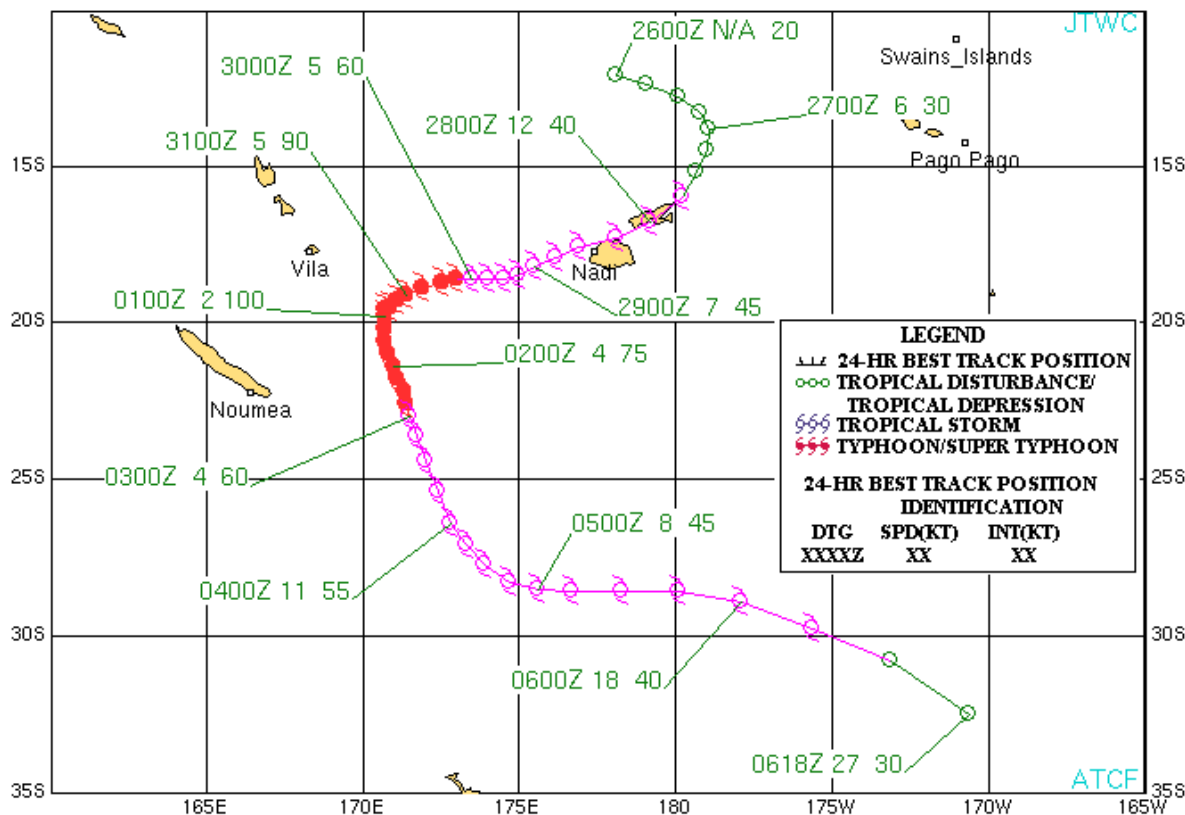 JTWC
2600Z N/A 20
Swains_Islands
3000Z 5 60
2700Z 6 30
2800Z 12 40
3100Z 5 90
Pago Pago
15S
15S
Vila
Nadi
0100Z 2 100
2900Z 7 45
20S
20S
0200Z 4 75
Noumea
LEGEND
24-HR BEST TRACK POSITION
TROPICAL DISTURBANCE/
TROPICAL DEPRESSION
TROPICAL STORM
TYPHOON/SUPER TYPHOON
24-HR BEST TRACK POSITION
IDENTIFICATION
DTG SPD(KT) INT(KT)
XXXXZ XX XX
0300Z 4 60
25S
25S
0500Z 8 45
0400Z 11 55
30S
30S
0600Z 18 40
0618Z 27 30
ATCF
35S
35S
165E 170E 175E 180 175W 170W 165W